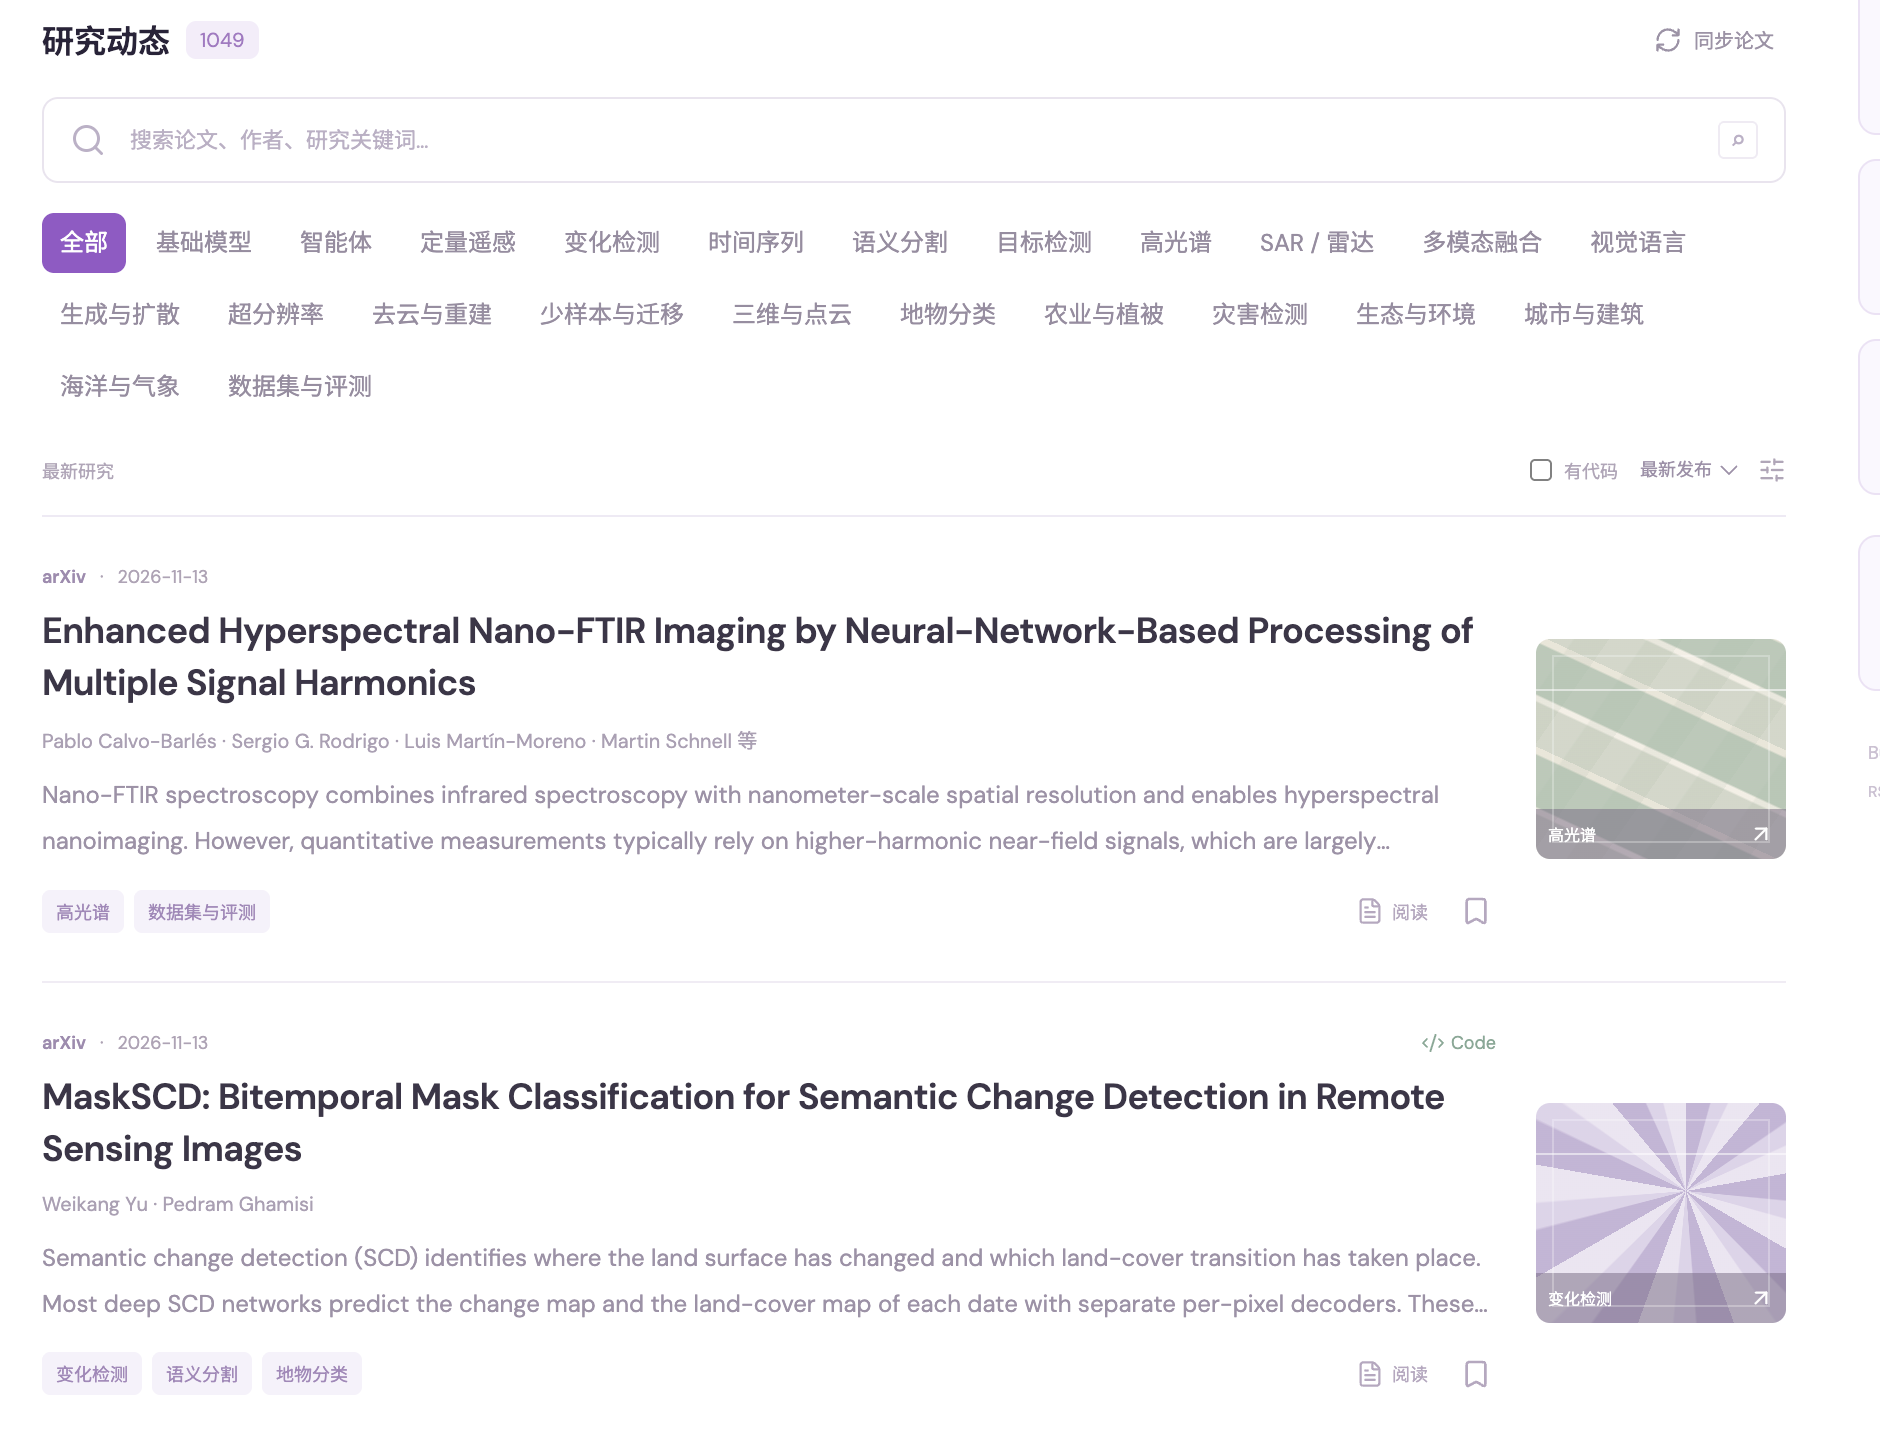 研究动态 1049 同步论文
搜索论文、作者、研究关键词...
全部 基础模型 智能体 定量遥感 变化检测 时间序列 语义分割 目标检测 高光谱 SAR / 雷达 多模态融合 视觉语言
生成与扩散 超分辨率 去云与重建 少样本与迁移 三维与点云 地物分类 农业与植被 灾害检测 生态与环境 城市与建筑
海洋与气象 数据集与评测
最新研究 有代码 最新发布
arXiv · 2026-11-13
Enhanced Hyperspectral Nano-FTIR Imaging by Neural-Network-Based Processing of
Multiple Signal Harmonics
Pablo Calvo-Barlés · Sergio G. Rodrigo · Luis Martín-Moreno · Martin Schnell 等
Nano-FTIR spectroscopy combines infrared spectroscopy with nanometer-scale spatial resolution and enables hyperspectral
nanoimaging. However, quantitative measurements typically rely on higher-harmonic near-field signals, which are largely...
高光谱
高光谱 数据集与评测 阅读
arXiv · 2026-11-13 </> Code
MaskSCD: Bitemporal Mask Classification for Semantic Change Detection in Remote
Sensing Images
Weikang Yu · Pedram Ghamisi
Semantic change detection (SCD) identifies where the land surface has changed and which land-cover transition has taken place.
Most deep SCD networks predict the change map and the land-cover map of each date with separate per-pixel decoders. These...
变化检测
变化检测 语义分割 地物分类 阅读